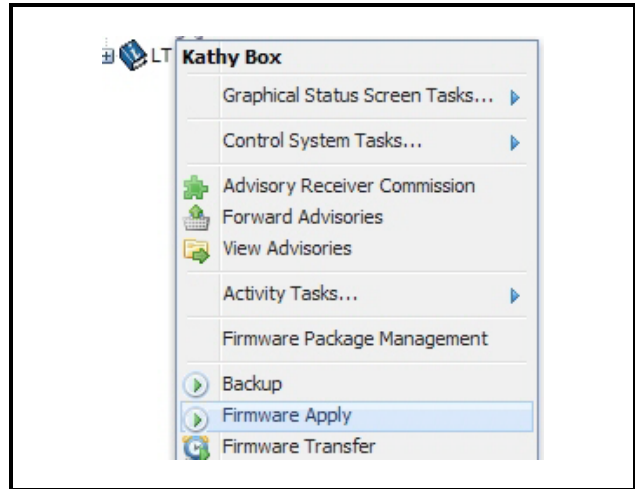 LT
Kathy Box
Graphical Status Screen Tasks...
Control System Tasks...
Advisory Receiver Commission
Forward Advisories
View Advisories
Activity Tasks...
Firmware Package Management
Backup
Firmware Apply
Firmware Transfer